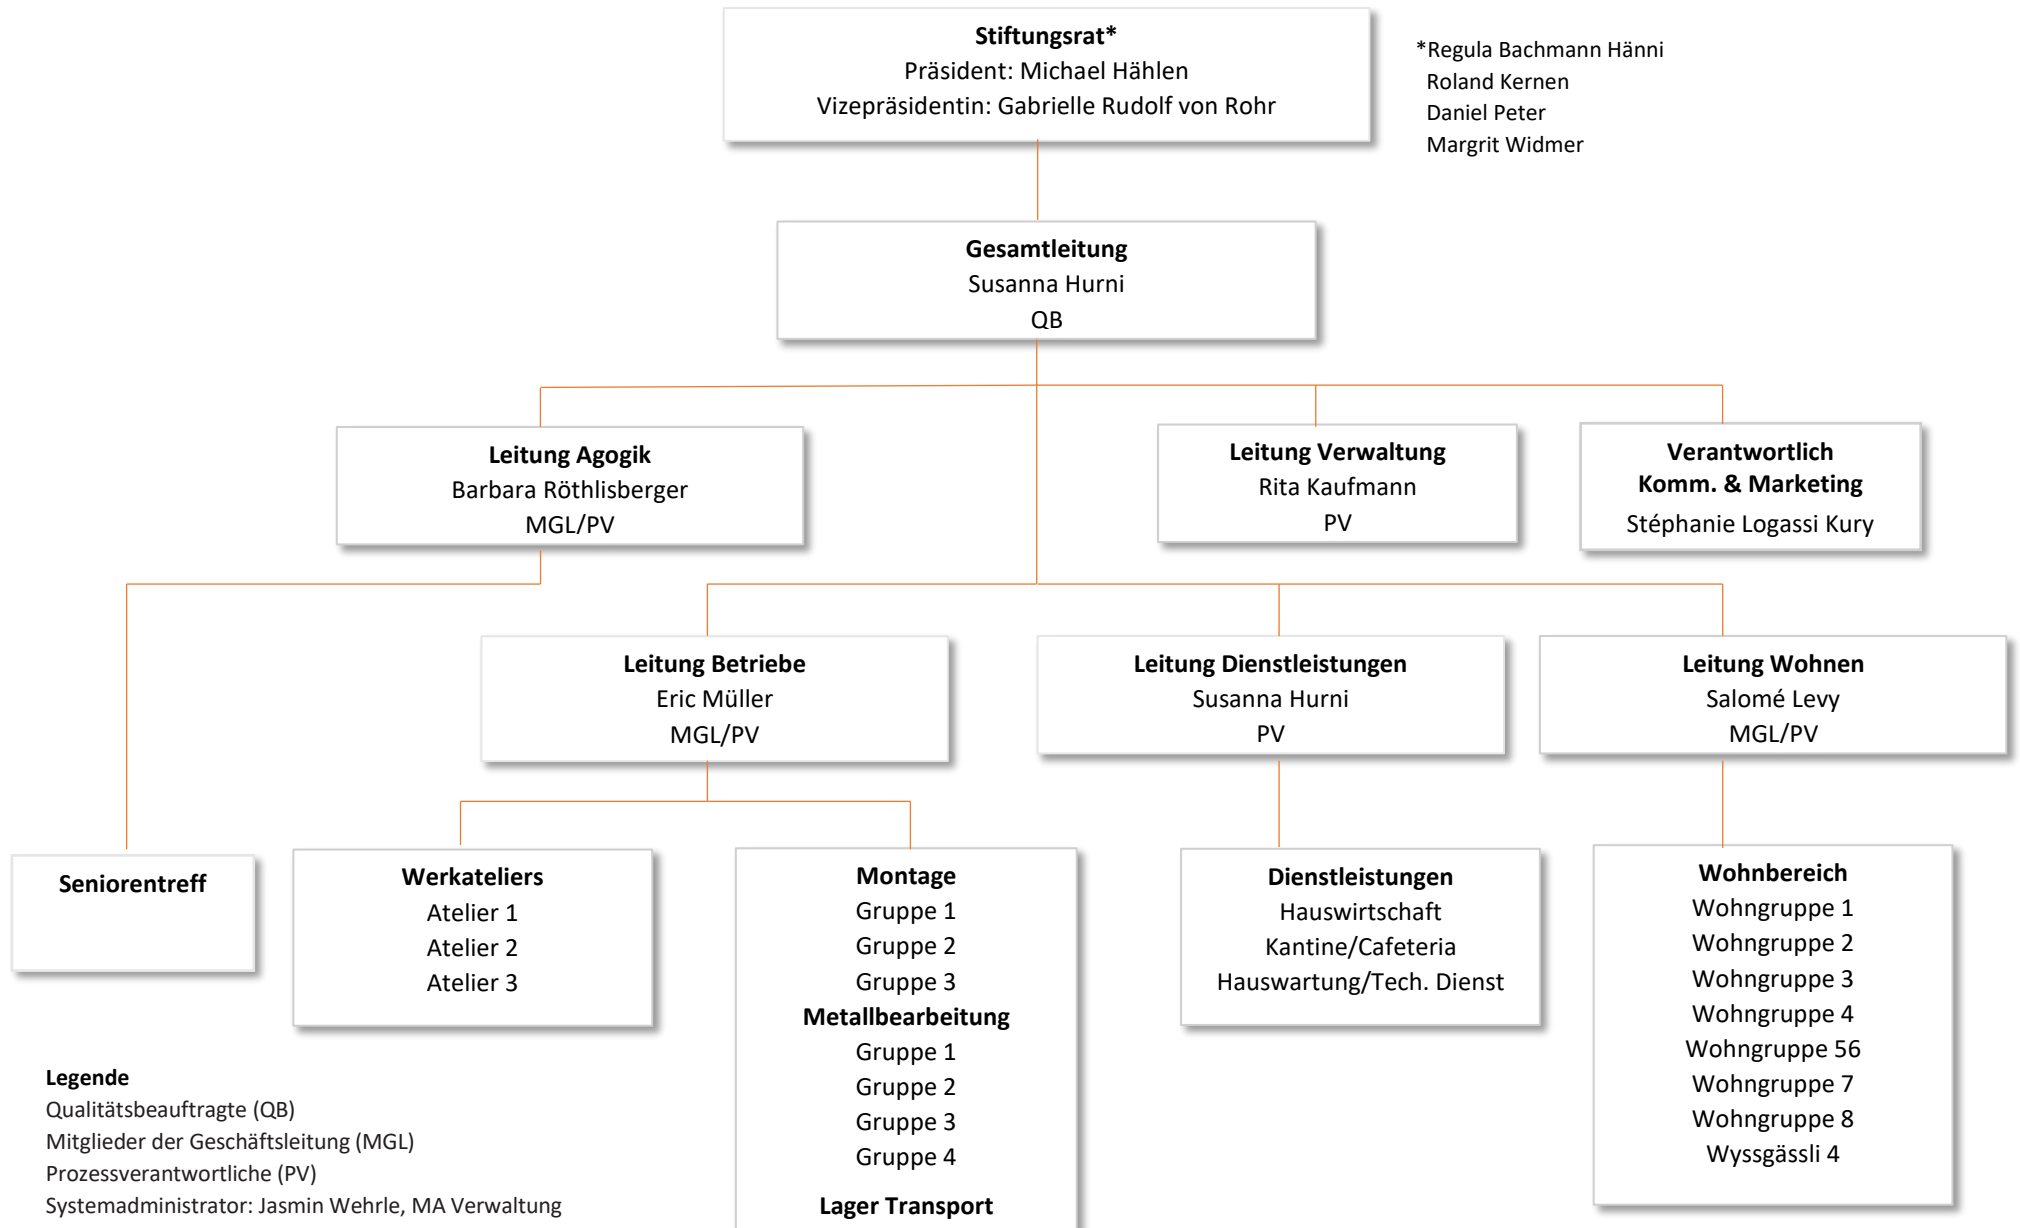 Stiftungsrat*
Präsident: Michael Hählen
Vizepräsidentin: Gabrielle Rudolf von Rohr
*Regula Bachmann Hänni
Roland Kernen
Daniel Peter
Margrit Widmer
Gesamtleitung
Susanna Hurni
QB
Leitung Agogik
Barbara Röthlisberger
MGL/PV
Leitung Verwaltung
Rita Kaufmann
PV
Verantwortlich
Komm. & Marketing
Stéphanie Logassi Kury
Leitung Betriebe
Eric Müller
MGL/PV
Leitung Dienstleistungen
Susanna Hurni
PV
Leitung Wohnen
Salomé Levy
MGL/PV
Seniorentreff
Werkateliers
Atelier 1
Atelier 2
Atelier 3
Montage
Gruppe 1
Gruppe 2
Gruppe 3
Metallbearbeitung
Gruppe 1
Gruppe 2
Gruppe 3
Gruppe 4
Lager Transport
Dienstleistungen
Hauswirtschaft
Kantine/Cafeteria
Hauswartung/Tech. Dienst
Wohnbereich
Wohngruppe 1
Wohngruppe 2
Wohngruppe 3
Wohngruppe 4
Wohngruppe 56
Wohngruppe 7
Wohngruppe 8
Wyssgässli 4
Legende
Qualitätsbeauftragte (QB)
Mitglieder der Geschäftsleitung (MGL)
Prozessverantwortliche (PV)
Systemadministrator: Jasmin Wehrle, MA Verwaltung